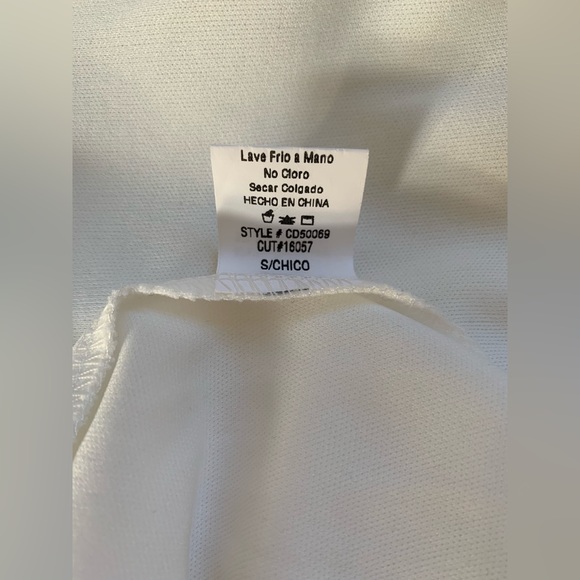 Lave Frio a Mano
No Cloro
Secar Colgado
HECHO EN CHINA
STYLE # CD50069
CUT#16057
S/CHICO